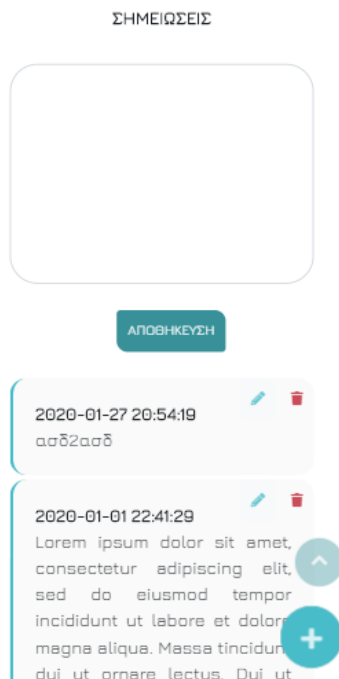 ΣΗΜΕΙΩΣΕΙΣ
ΑΠΟΘΗΚΕΥΣΗ
2020-01-27 20:54:19
ασδ2ασδ
2020-01-01 22:41:29
Lorem ipsum dolor sit amet,
consectetur adipiscing elit,
sed do eiusmod tempor
incididunt ut labore et dolore
magna aliqua. Massa tincidunt
dui ut ornare lectus. Dui ut